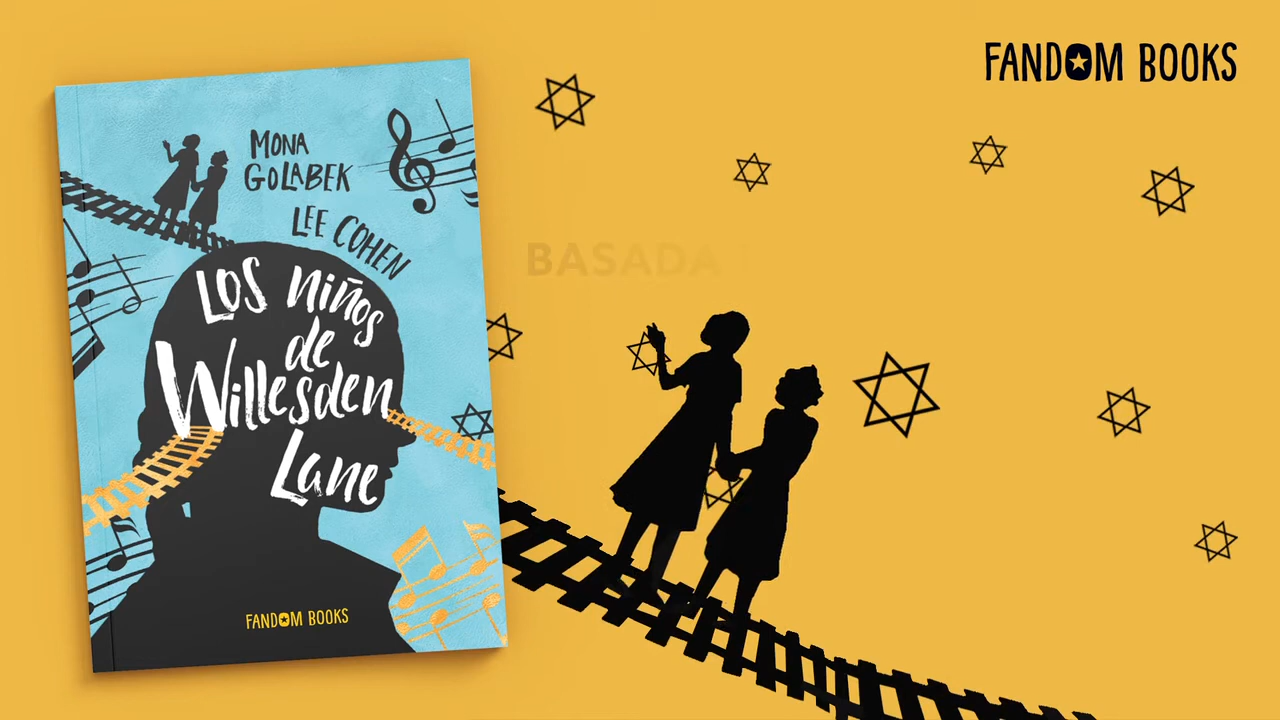 MONA
GOLABEK
LEE COHEN
LOS NIÑOS
de
Willesden
Lane
FANDOM BOOKS
FANDOM BOOKS
BASADA